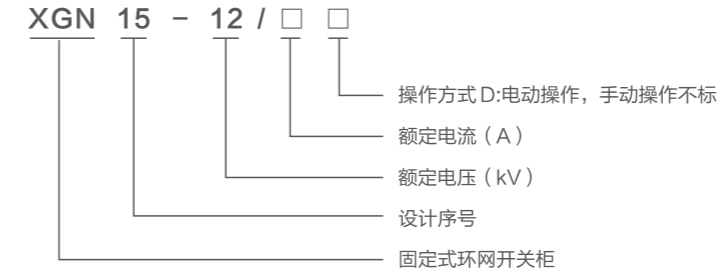 XGN 15 - 12 / □ □
操作方式 D:电动操作，手动操作不标
额定电流（A）
额定电压（kV）
设计序号
固定式环网开关柜